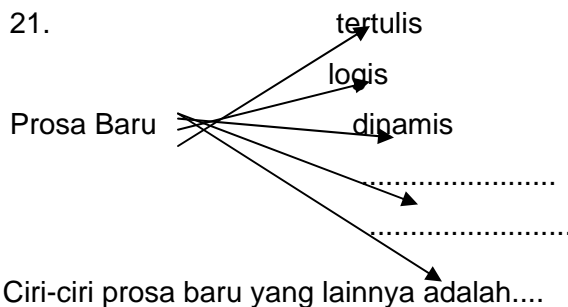 21. tertulis
logis
Prosa Baru dinamis
.......................
........................
Ciri-ciri prosa baru yang lainnya adalah....